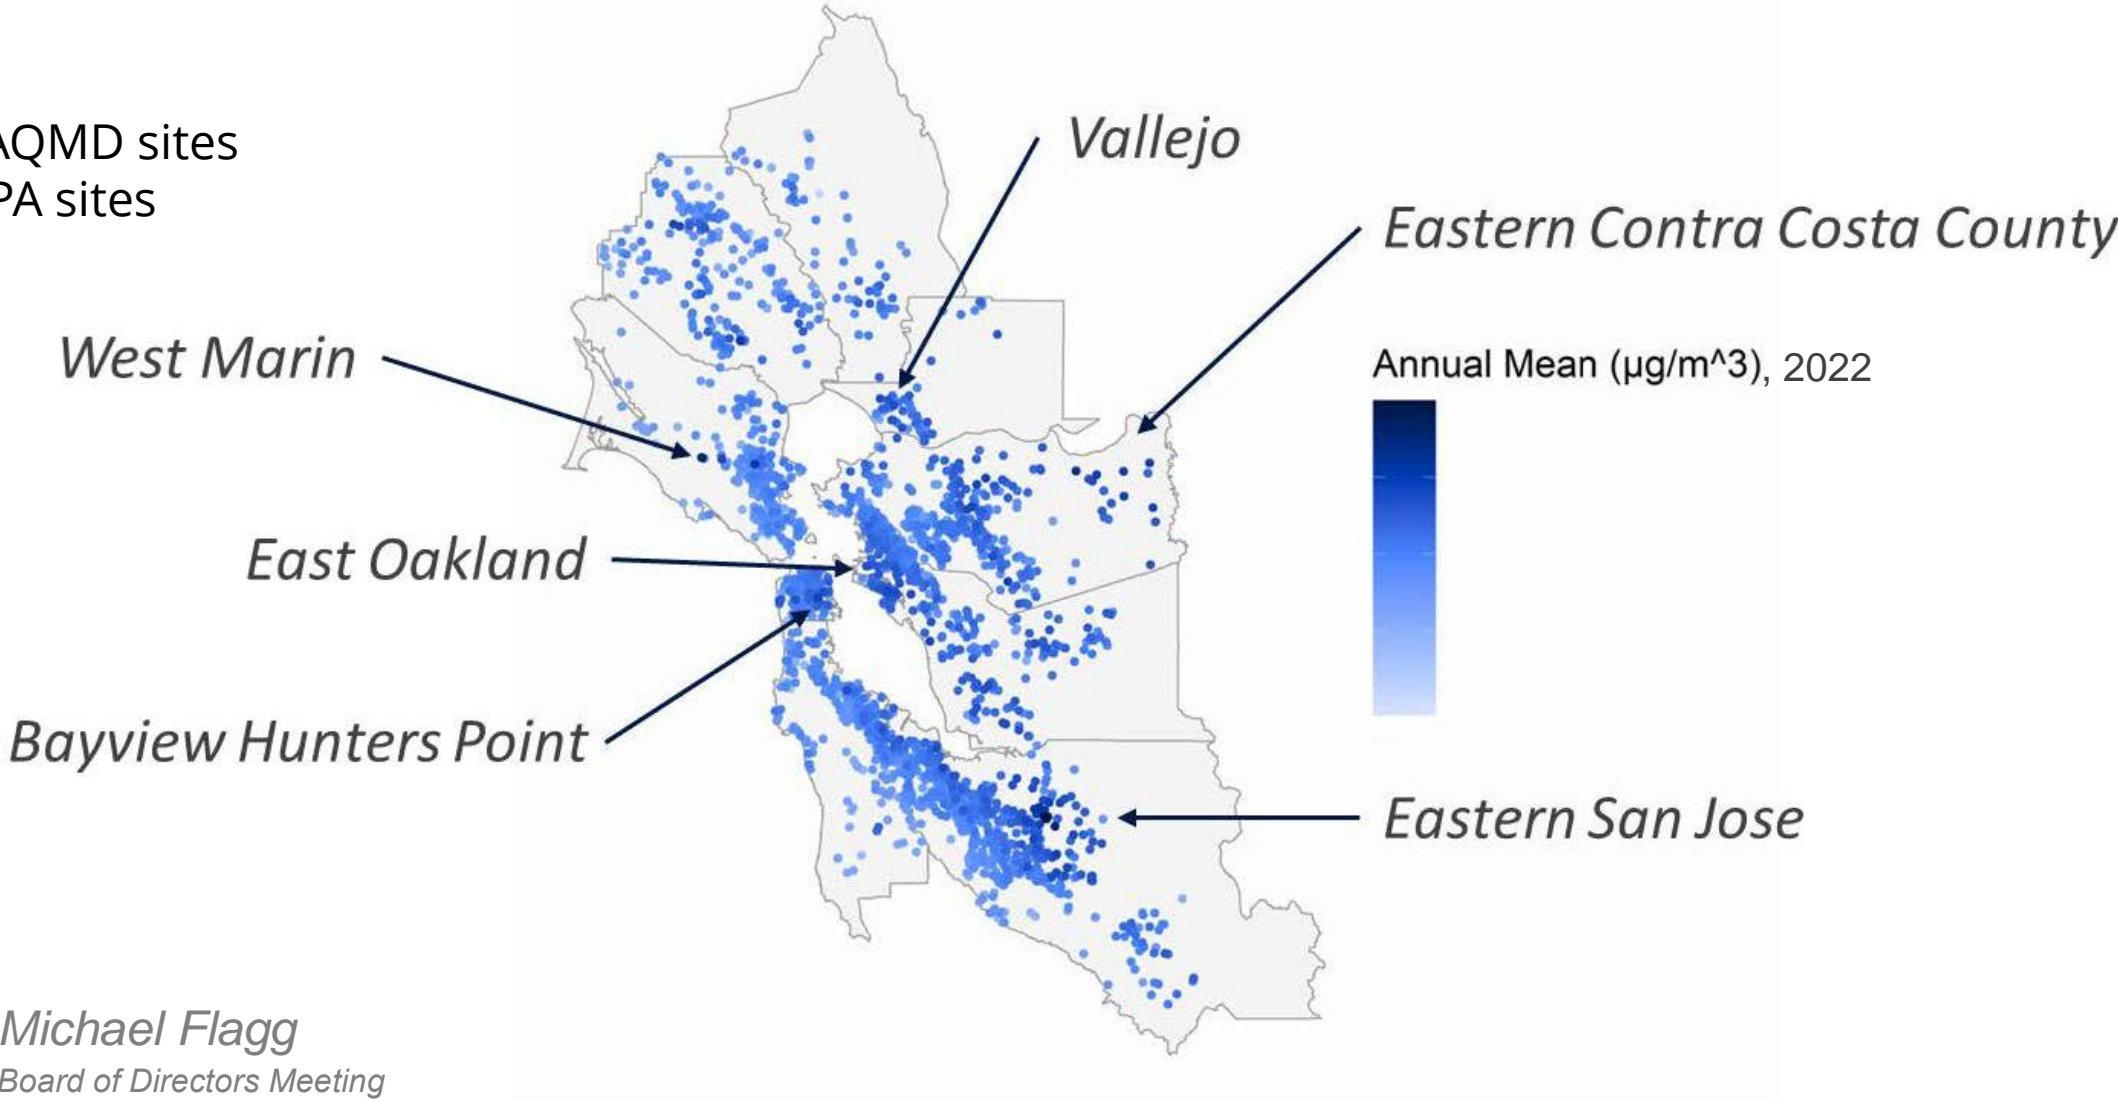 AQMD sites
PA sites
Vallejo
Eastern Contra Costa County
West Marin
Annual Mean (µg/m^3), 2022
East Oakland
Bayview Hunters Point
Eastern San Jose
Michael Flagg
Board of Directors Meeting